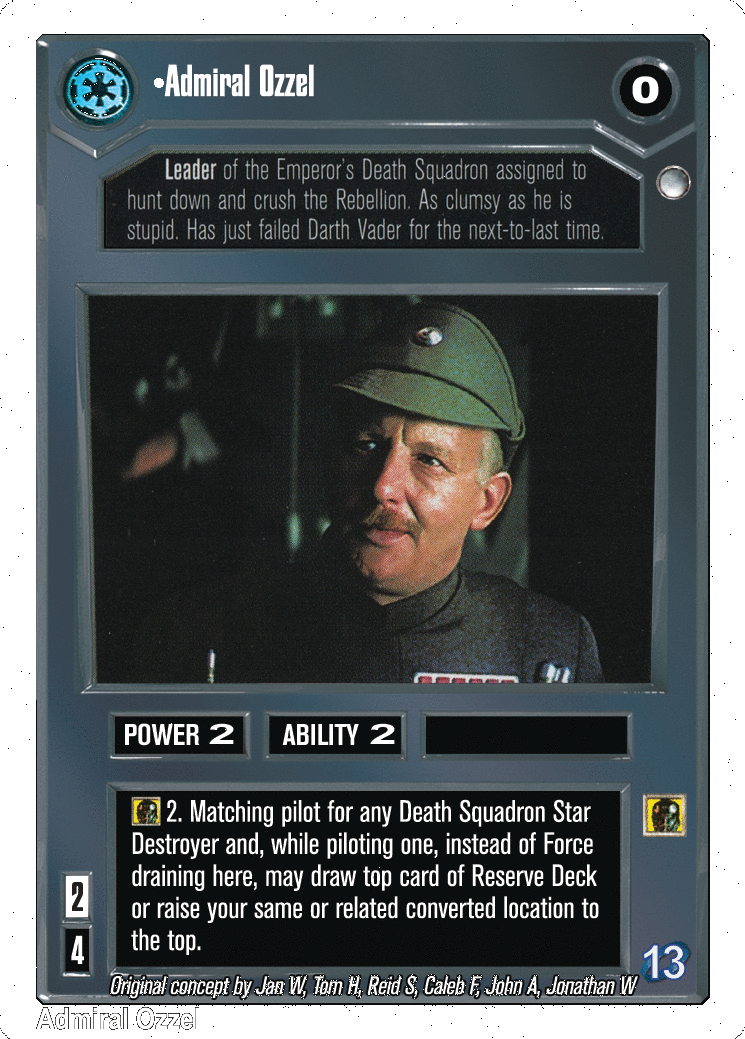 •Admiral Ozzel
0
Leader of the Emperor's Death Squadron assigned to
hunt down and crush the Rebellion. As clumsy as he is
stupid. Has just failed Darth Vader for the next-to-last time.
POWER 2
ABILITY 2
2. Matching pilot for any Death Squadron Star
Destroyer and, while piloting one, instead of Force
draining here, may draw top card of Reserve Deck
or raise your same or related converted location to
the top.
2
4
13
Original concept by Jan W, Tom H, Reid S, Caleb F, John A, Jonathan W
Admiral Ozzel